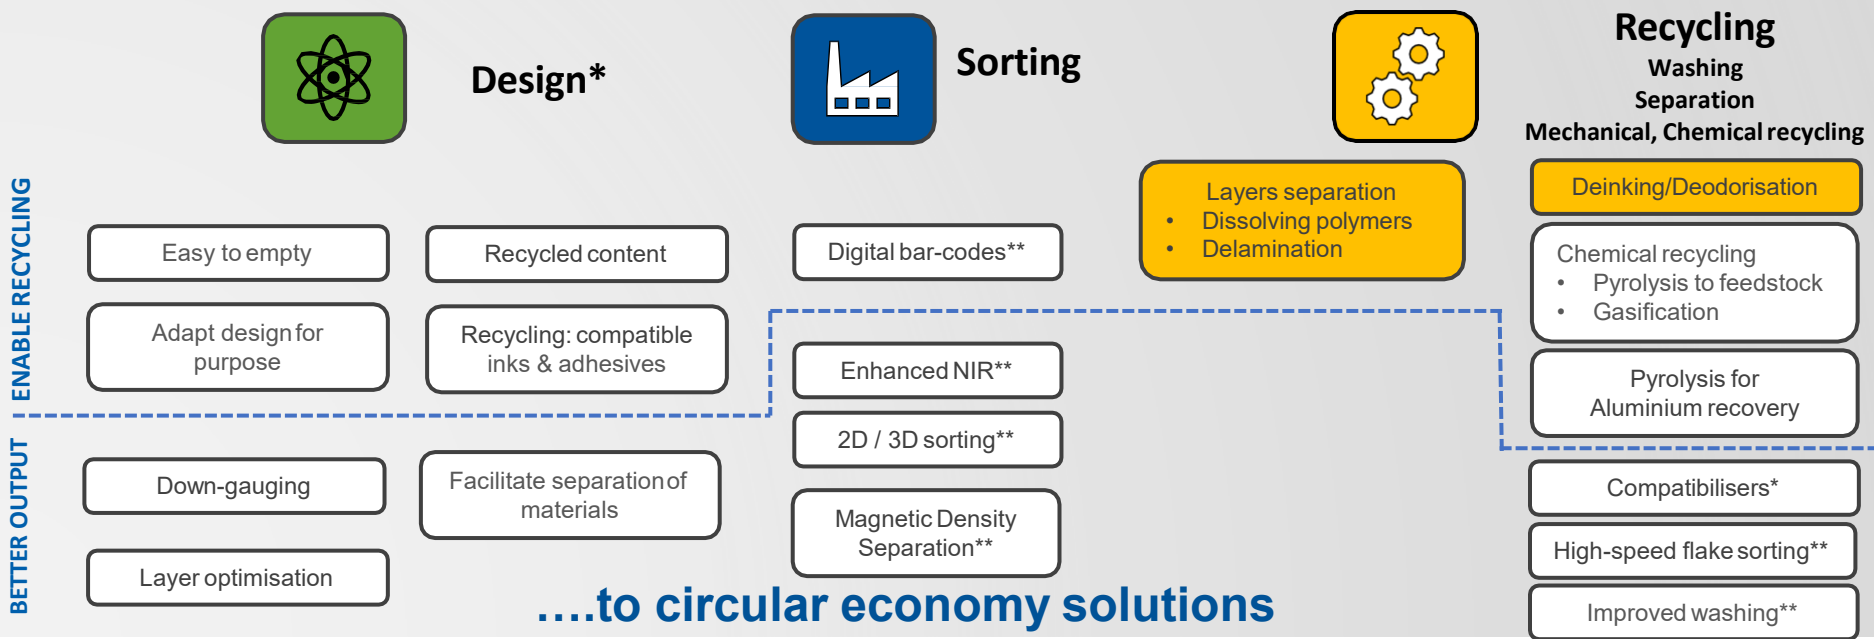 Design*
Sorting
Recycling
Washing
Separation
Mechanical, Chemical recycling
ENABLE RECYCLING
Easy to empty
Adapt design for
purpose
Recycled content
Recycling: compatible
inks & adhesives
Digital bar-codes**
Enhanced NIR**
Layers separation
• Dissolving polymers
• Delamination
Deinking/Deodorisation
Chemical recycling
• Pyrolysis to feedstock
• Gasification
Pyrolysis for
Aluminium recovery
BETTER OUTPUT
Down-gauging
Layer optimisation
Facilitate separation of
materials
2D / 3D sorting**
Magnetic Density
Separation**
Compatibilisers*
High-speed flake sorting**
Improved washing**
....to circular economy solutions